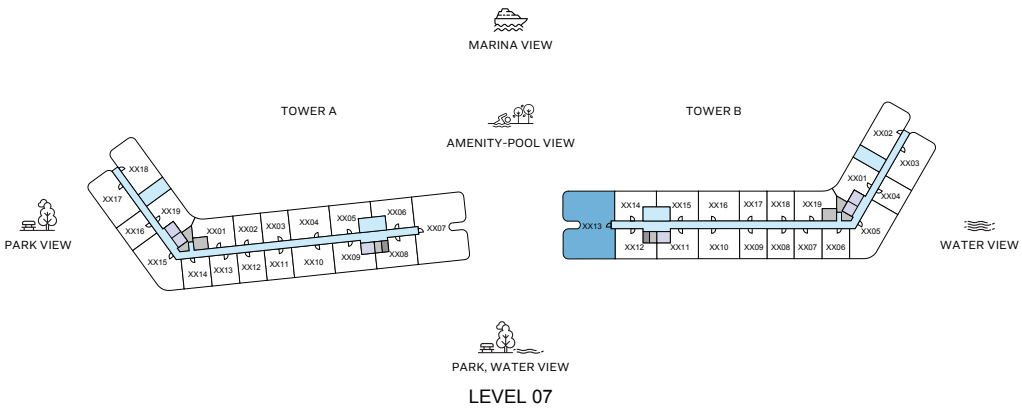 MARINA VIEW
TOWER A
TOWER B
AMENITY-POOL VIEW
XX18
XX17
XX19
XX16
XX15
XX14
XX01
XX13
XX02
XX12
XX03
XX11
XX04
XX10
XX05
XX09
XX06
XX08
XX07
XX02
XX03
XX01
XX04
XX05
XX14
XX15
XX16
XX17
XX18
XX19
XX13
XX12
XX11
XX10
XX09
XX08
XX07
XX06
PARK VIEW
WATER VIEW
PARK, WATER VIEW
LEVEL 07